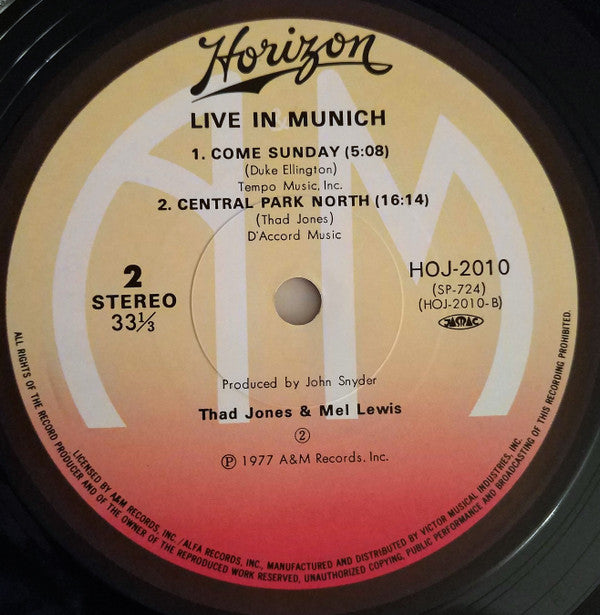 Horizon
LIVE IN MUNICH
1. COME SUNDAY (5:08)
(Duke Ellington)
Tempo Music, Inc.
2. CENTRAL PARK NORTH (16:14)
(Thad Jones)
D'Accord Music
2
STEREO
33⅓
HOJ-2010
(SP-724)
(HOJ-2010-B)
JASRAC
Produced by John Snyder
Thad Jones & Mel Lewis
②
Ⓟ 1977 A&M Records. Inc.
ALL RIGHTS OF THE RECORD PRODUCER AND OF THE OWNER OF THE REPRODUCED WORK RESERVED, UNAUTHORIZED COPYING, PUBLIC PERFORMANCE AND BROADCASTING OF THIS RECORDING PROHIBITED.
LICENSED BY A&M RECORDS, INC. / ALFA RECORDS, INC., MANUFACTURED AND DISTRIBUTED BY VICTOR MUSICAL INDUSTRIES, INC.
AM